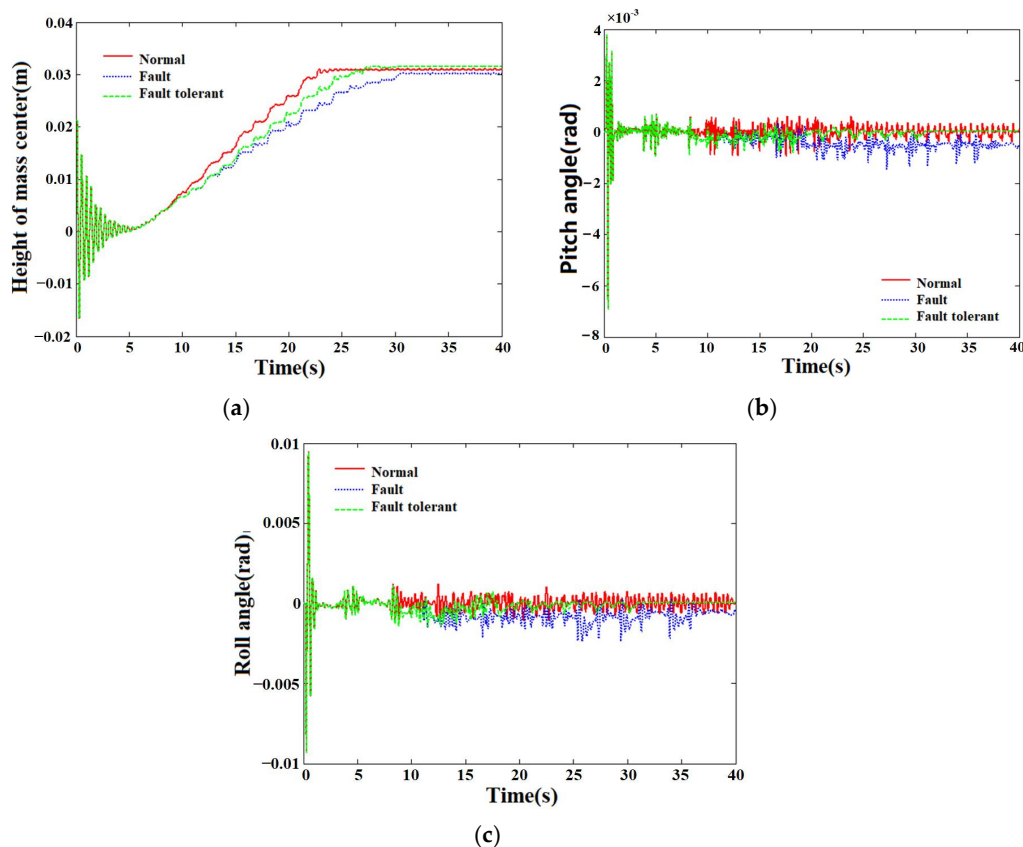 0.04
0.03
0.02
0.01
0
−0.01
−0.02
Height of mass center(m)
Normal
Fault
Fault tolerant
0 5 10 15 20 25 30 35 40
Time(s)
(a)
×10⁻³
4
2
0
−2
−4
−6
−8
Pitch angle(rad)
Normal
Fault
Fault tolerant
0 5 10 15 20 25 30 35 40
Time(s)
(b)
0.01
0.005
0
−0.005
−0.01
Roll angle(rad)
Normal
Fault
Fault tolerant
0 5 10 15 20 25 30 35 40
Time(s)
(c)